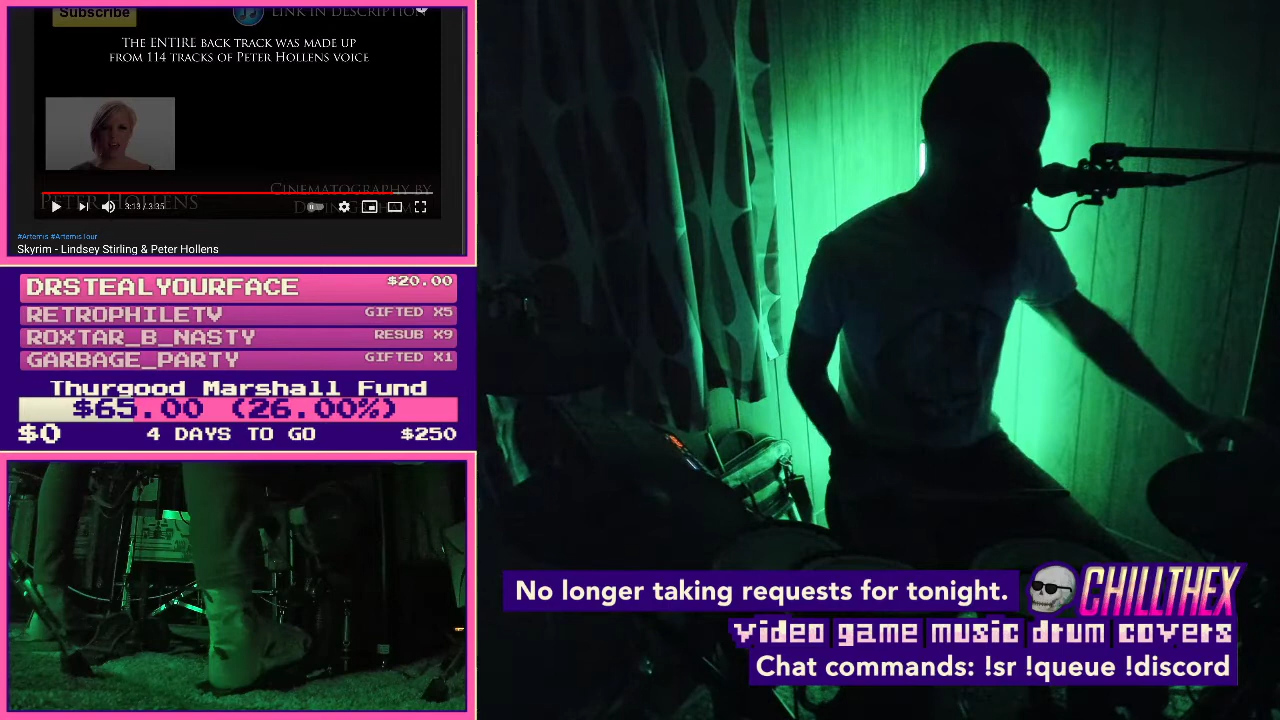 Subscribe
LINK IN DESCRIPTION
THE ENTIRE BACK TRACK WAS MADE UP
FROM 114 TRACKS OF PETER HOLLENS VOICE
PETER HOLLENS
CINEMATOGRAPHY BY
3:13 / 3:35
#Artemis #ArtemisTour
Skyrim - Lindsey Stirling & Peter Hollens
DRSTEALYOURFACE $20.00
RETROPHILETV GIFTED X5
ROXTAR_B_NASTY RESUB X9
GARBAGE_PARTY GIFTED X1
Thurgood Marshall Fund
$65.00 (26.00%)
$0 4 DAYS TO GO $250
No longer taking requests for tonight.
CHILLTHEX
video game music drum covers
Chat commands: !sr !queue !discord